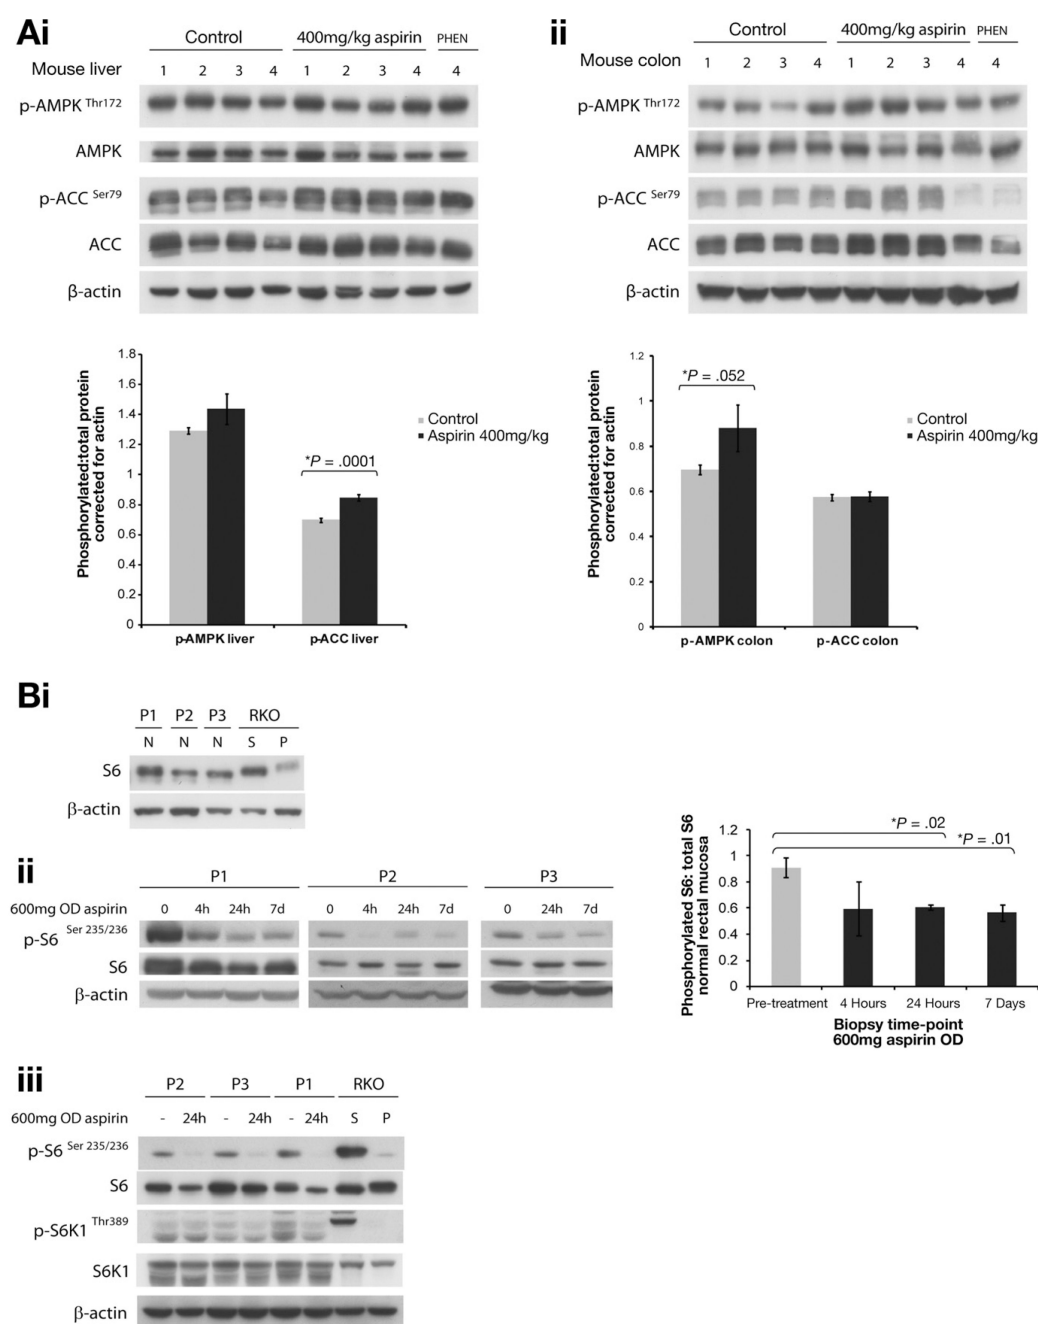 Ai
Control 400mg/kg aspirin PHEN
Mouse liver 1 2 3 4 1 2 3 4 4
p-AMPK Thr172
AMPK
p-ACC Ser79
ACC
β-actin
Phosphorylated:total protein
corrected for actin
1.8
1.6
1.4
1.2
1
0.8
0.6
0.4
0.2
0
*P = .0001
Control
Aspirin 400mg/kg
p-AMPK liver p-ACC liver
ii
Control 400mg/kg aspirin PHEN
Mouse colon 1 2 3 4 1 2 3 4 4
p-AMPK Thr172
AMPK
p-ACC Ser79
ACC
β-actin
Phosphorylated:total protein
corrected for actin
1.2
1
0.8
0.6
0.4
0.2
0
*P = .052
Control
Aspirin 400mg/kg
p-AMPK colon p-ACC colon
Bi
P1 P2 P3 RKO
N N N S P
S6
β-actin
ii
P1 P2 P3
600mg OD aspirin 0 4h 24h 7d 0 4h 24h 7d 0 24h 7d
p-S6 Ser 235/236
S6
β-actin
Phosphorylated S6: total S6
normal rectal mucosa
1.2
1
0.8
0.6
0.4
0.2
0
*P = .02
*P = .01
Pre-treatment 4 Hours 24 Hours 7 Days
Biopsy time-point
600mg aspirin OD
iii
P2 P3 P1 RKO
600mg OD aspirin - 24h - 24h - 24h S P
p-S6 Ser 235/236
S6
p-S6K1 Thr389
S6K1
β-actin